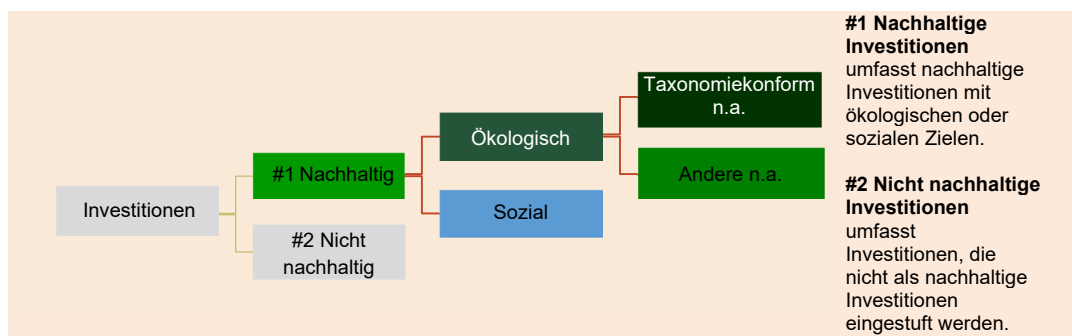 Investitionen
#1 Nachhaltig
#2 Nicht
nachhaltig
Ökologisch
Sozial
Taxonomiekonform
n.a.
Andere n.a.
#1 Nachhaltige
Investitionen
umfasst nachhaltige
Investitionen mit
ökologischen oder
sozialen Zielen.
#2 Nicht nachhaltige
Investitionen
umfasst
Investitionen, die
nicht als nachhaltige
Investitionen
eingestuft werden.